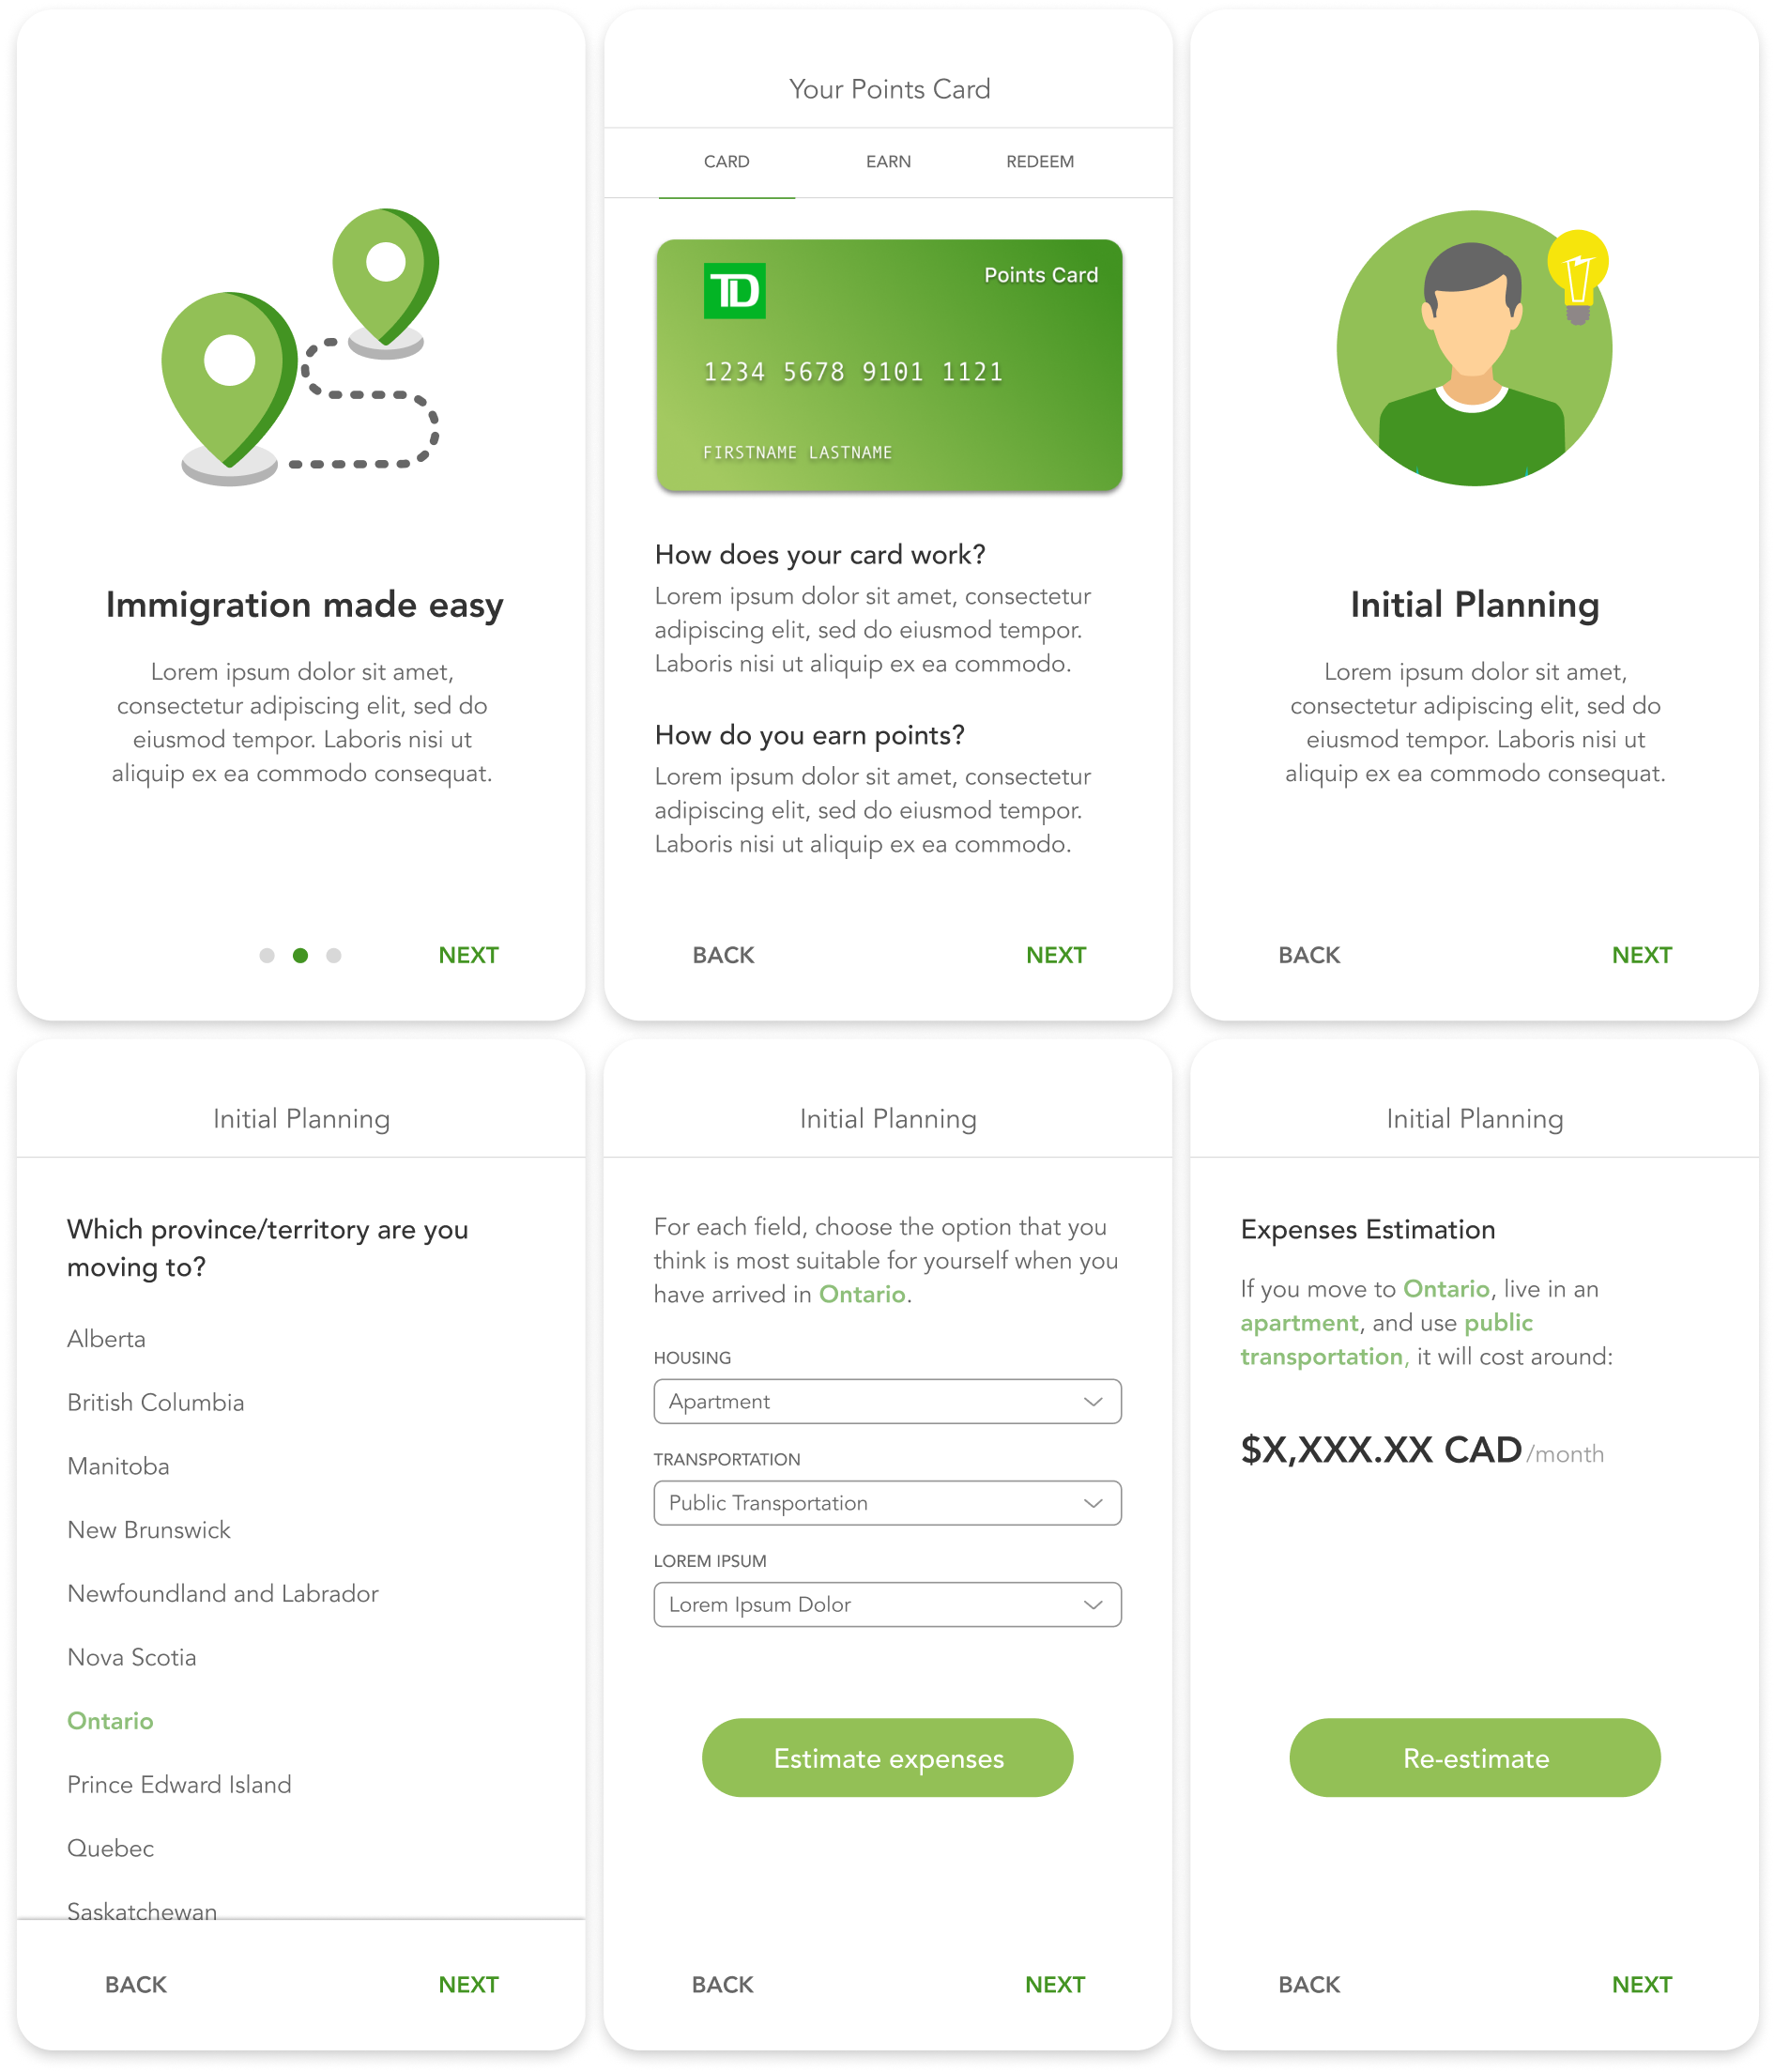 Immigration made easy
Lorem ipsum dolor sit amet,
consectetur adipiscing elit, sed do
eiusmod tempor. Laboris nisi ut
aliquip ex ea commodo consequat.
NEXT
Your Points Card
CARD EARN REDEEM
TD
Points Card
1234 5678 9101 1121
FIRSTNAME LASTNAME
How does your card work?
Lorem ipsum dolor sit amet, consectetur
adipiscing elit, sed do eiusmod tempor.
Laboris nisi ut aliquip ex ea commodo.
How do you earn points?
Lorem ipsum dolor sit amet, consectetur
adipiscing elit, sed do eiusmod tempor.
Laboris nisi ut aliquip ex ea commodo.
BACK NEXT
Initial Planning
Lorem ipsum dolor sit amet,
consectetur adipiscing elit, sed do
eiusmod tempor. Laboris nisi ut
aliquip ex ea commodo consequat.
BACK NEXT
Initial Planning
Which province/territory are you
moving to?
Alberta
British Columbia
Manitoba
New Brunswick
Newfoundland and Labrador
Nova Scotia
Ontario
Prince Edward Island
Quebec
Saskatchewan
BACK NEXT
Initial Planning
For each field, choose the option that you
think is most suitable for yourself when you
have arrived in Ontario.
HOUSING
Apartment
TRANSPORTATION
Public Transportation
LOREM IPSUM
Lorem Ipsum Dolor
Estimate expenses
BACK NEXT
Initial Planning
Expenses Estimation
If you move to Ontario, live in an
apartment, and use public
transportation, it will cost around:
$X,XXX.XX CAD /month
Re-estimate
BACK NEXT